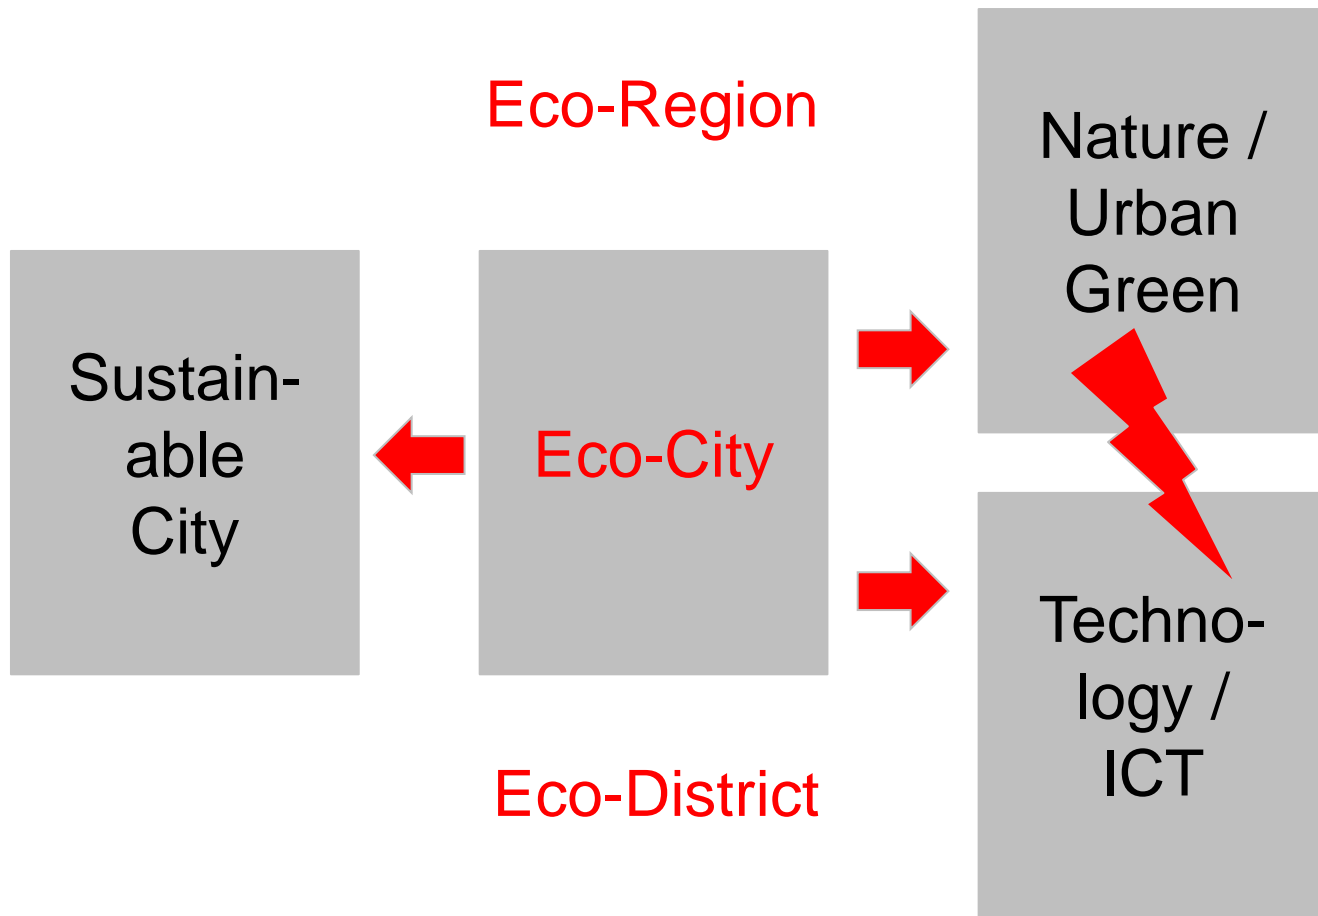 Eco-Region
Nature /
Urban
Green
Sustain-
able
City
Eco-City
Techno-
logy /
ICT
Eco-District